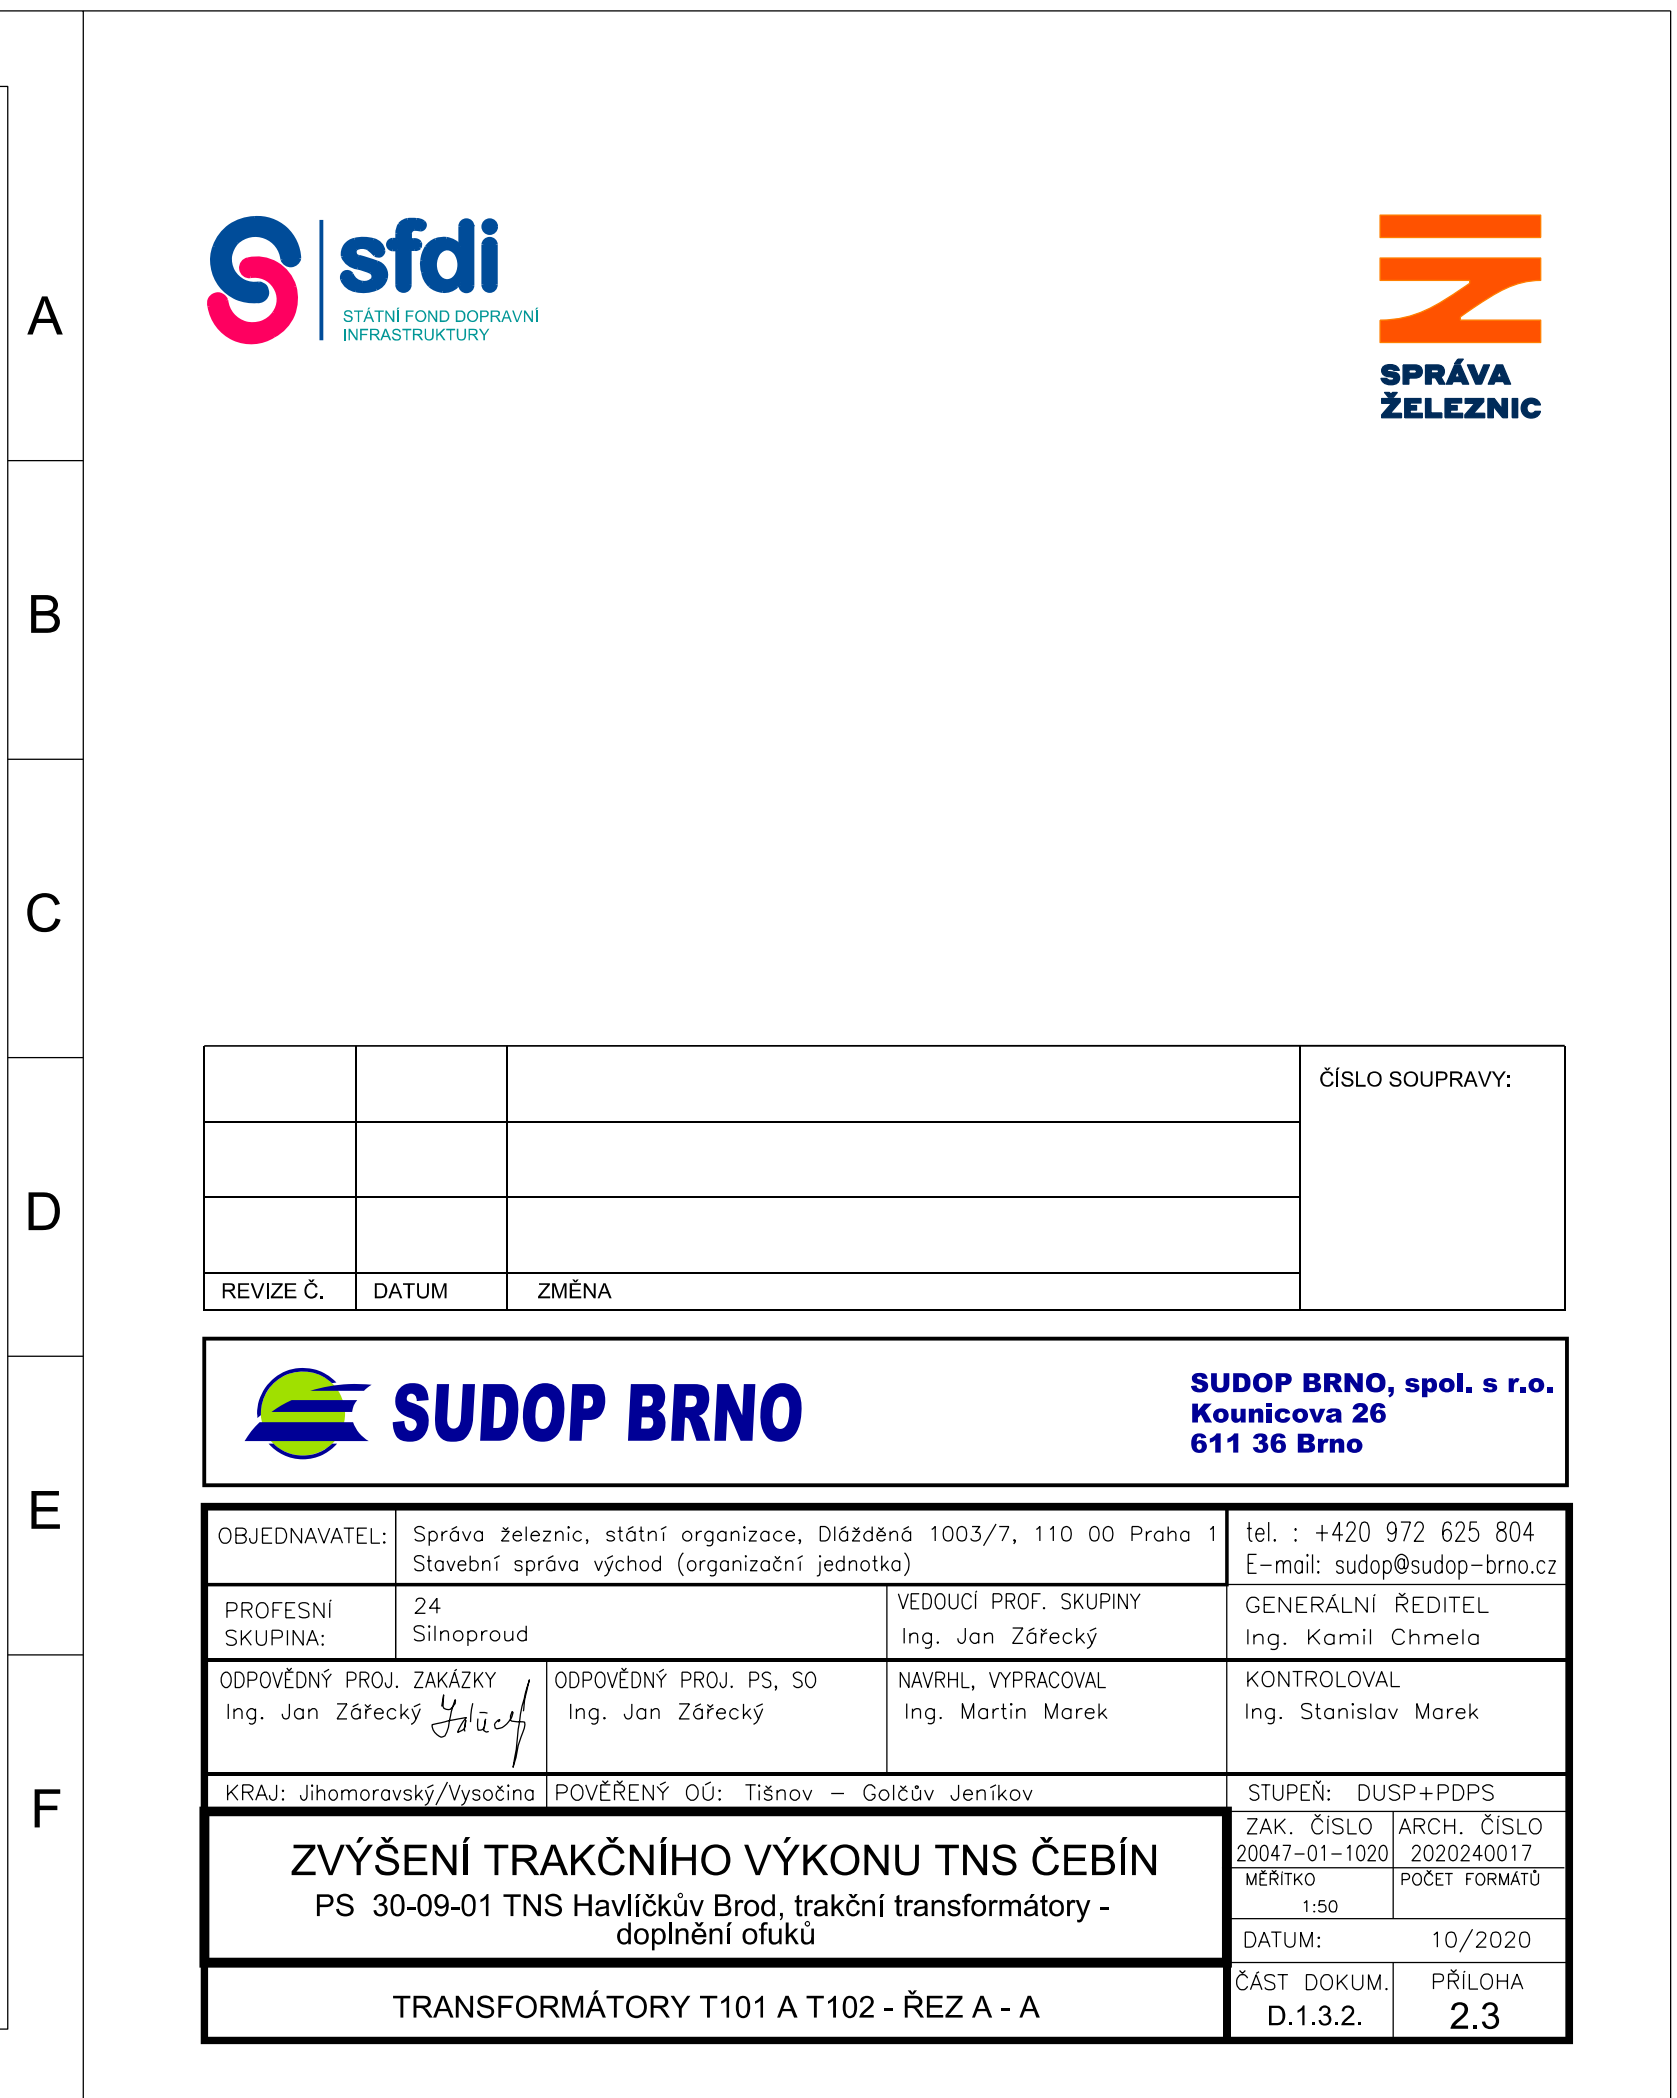 A
B
C
D
E
F
sfdi
STÁTNÍ FOND DOPRAVNÍ
INFRASTRUKTURY
SPRÁVA
ŽELEZNIC
ČÍSLO SOUPRAVY:
REVIZE Č. DATUM ZMĚNA
SUDOP BRNO
SUDOP BRNO, spol. s r.o.
Kounicova 26
611 36 Brno
OBJEDNAVATEL:
Správa železnic, státní organizace, Dlážděná 1003/7, 110 00 Praha 1
Stavební správa východ (organizační jednotka)
tel. : +420 972 625 804
E-mail: sudop@sudop-brno.cz
PROFESNÍ
SKUPINA:
24
Silnoproud
VEDOUCÍ PROF. SKUPINY
Ing. Jan Zářecký
GENERÁLNÍ ŘEDITEL
Ing. Kamil Chmela
ODPOVĚDNÝ PROJ. ZAKÁZKY
Ing. Jan Zářecký
ODPOVĚDNÝ PROJ. PS, SO
Ing. Jan Zářecký
NAVRHL, VYPRACOVAL
Ing. Martin Marek
KONTROLOVAL
Ing. Stanislav Marek
KRAJ: Jihomoravský/Vysočina
POVĚŘENÝ OÚ: Tišnov – Golčův Jeníkov
STUPEŇ: DUSP+PDPS
ZVÝŠENÍ TRAKČNÍHO VÝKONU TNS ČEBÍN
PS 30-09-01 TNS Havlíčkův Brod, trakční transformátory -
doplnění ofuků
ZAK. ČÍSLO
20047-01-1020
ARCH. ČÍSLO
2020240017
MĚŘÍTKO
1:50
POČET FORMÁTŮ
DATUM: 10/2020
TRANSFORMÁTORY T101 A T102 - ŘEZ A - A
ČÁST DOKUM.
D.1.3.2.
PŘÍLOHA
2.3